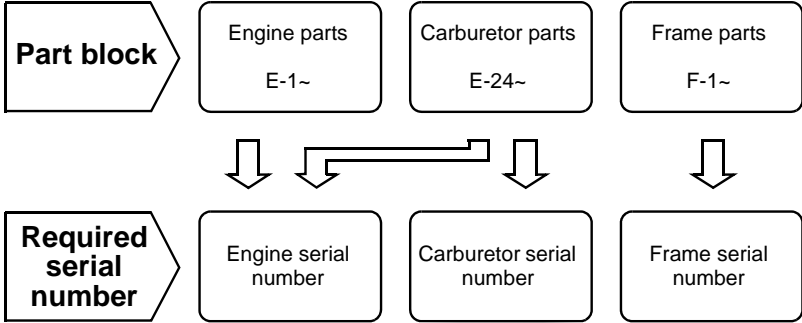 Part block
Engine parts
E-1~
Carburetor parts
E-24~
Frame parts
F-1~
Required
serial
number
Engine serial
number
Carburetor serial
number
Frame serial
number